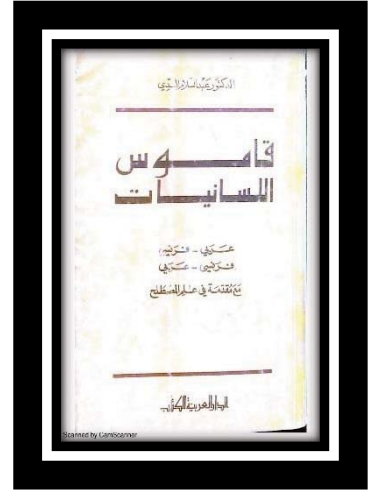 الدكتور عبد السلام المسدي
قاموس
اللسانيات
عربي - فرنسي
فرنسي - عربي
مع مقدمة في علم المصطلح
الدار العربية للكتاب
Scanned by CamScanner